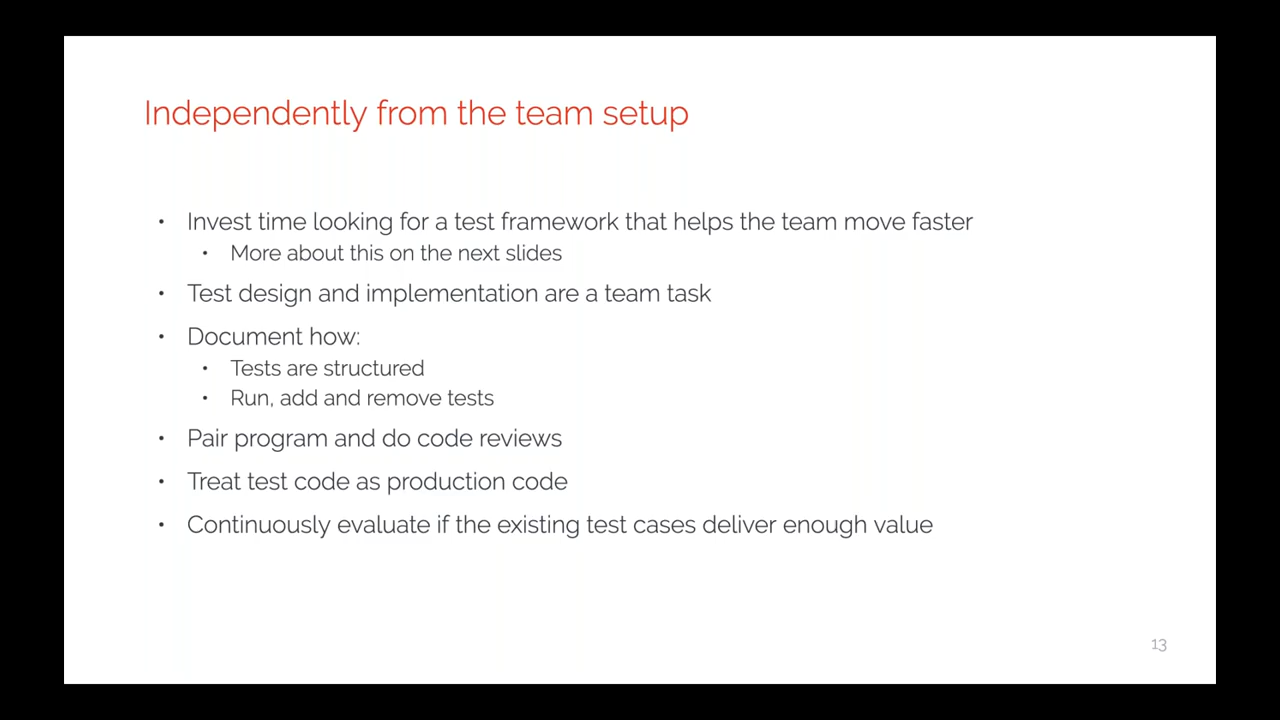 Independently from the team setup
• Invest time looking for a test framework that helps the team move faster
• More about this on the next slides
• Test design and implementation are a team task
• Document how:
• Tests are structured
• Run, add and remove tests
• Pair program and do code reviews
• Treat test code as production code
• Continuously evaluate if the existing test cases deliver enough value
13